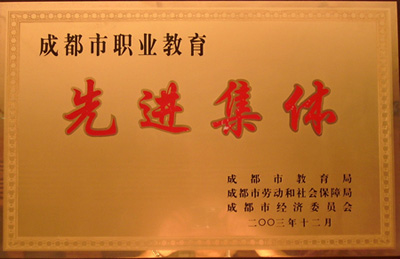 成都市职业教育
先进集体
成都市教育局
成都市劳动和社会保障局
成都市经济委员会
二〇〇三年十二月